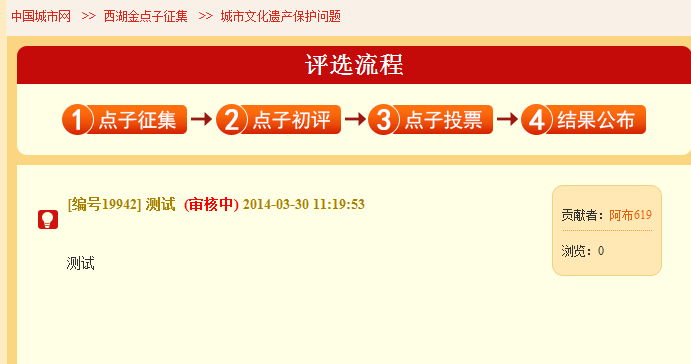 中国城市网 >> 西湖金点子征集 >> 城市文化遗产保护问题
评选流程
1 点子征集 2 点子初评 3 点子投票 4 结果公布
[编号19942] 测试 (审核中) 2014-03-30 11:19:53
贡献者：阿布619
浏览：0
测试